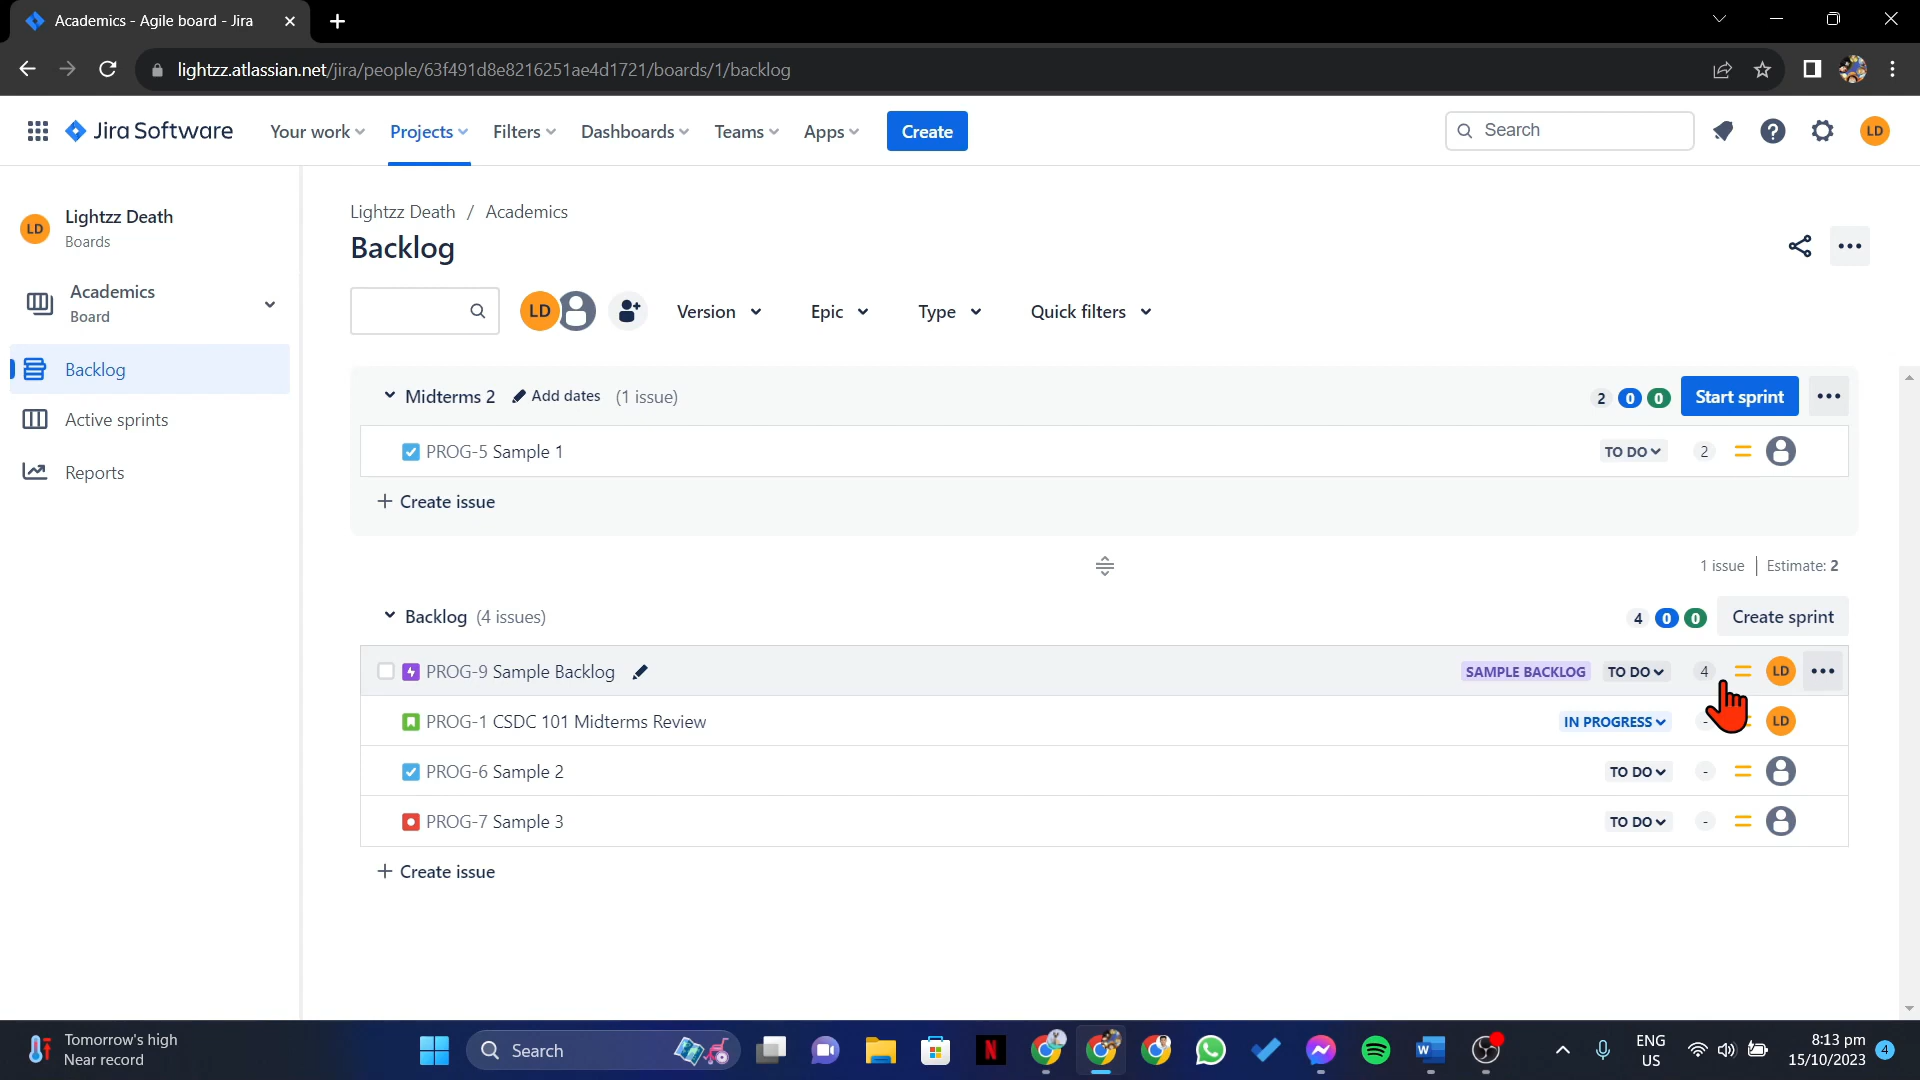 Academics - Agile board - Jira
lightzz.atlassian.net/jira/people/63f491d8e8216251ae4d1721/boards/1/backlog
Jira Software
Your work
Projects
Filters
Dashboards
Teams
Apps
Create
Search
LD
LD
Lightzz Death
Boards
Academics
Board
Backlog
Active sprints
Reports
Lightzz Death / Academics
Backlog
LD
Version
Epic
Type
Quick filters
Midterms 2
Add dates
(1 issue)
2 0 0
Start sprint
PROG-5 Sample 1
TO DO
2
+ Create issue
1 issue | Estimate: 2
Backlog (4 issues)
4 0 0
Create sprint
PROG-9 Sample Backlog
SAMPLE BACKLOG
TO DO
4
LD
PROG-1 CSDC 101 Midterms Review
IN PROGRESS
-
LD
PROG-6 Sample 2
TO DO
-
PROG-7 Sample 3
TO DO
-
+ Create issue
Tomorrow's high
Near record
Search
N
W
ENG
US
8:13 pm
15/10/2023
4